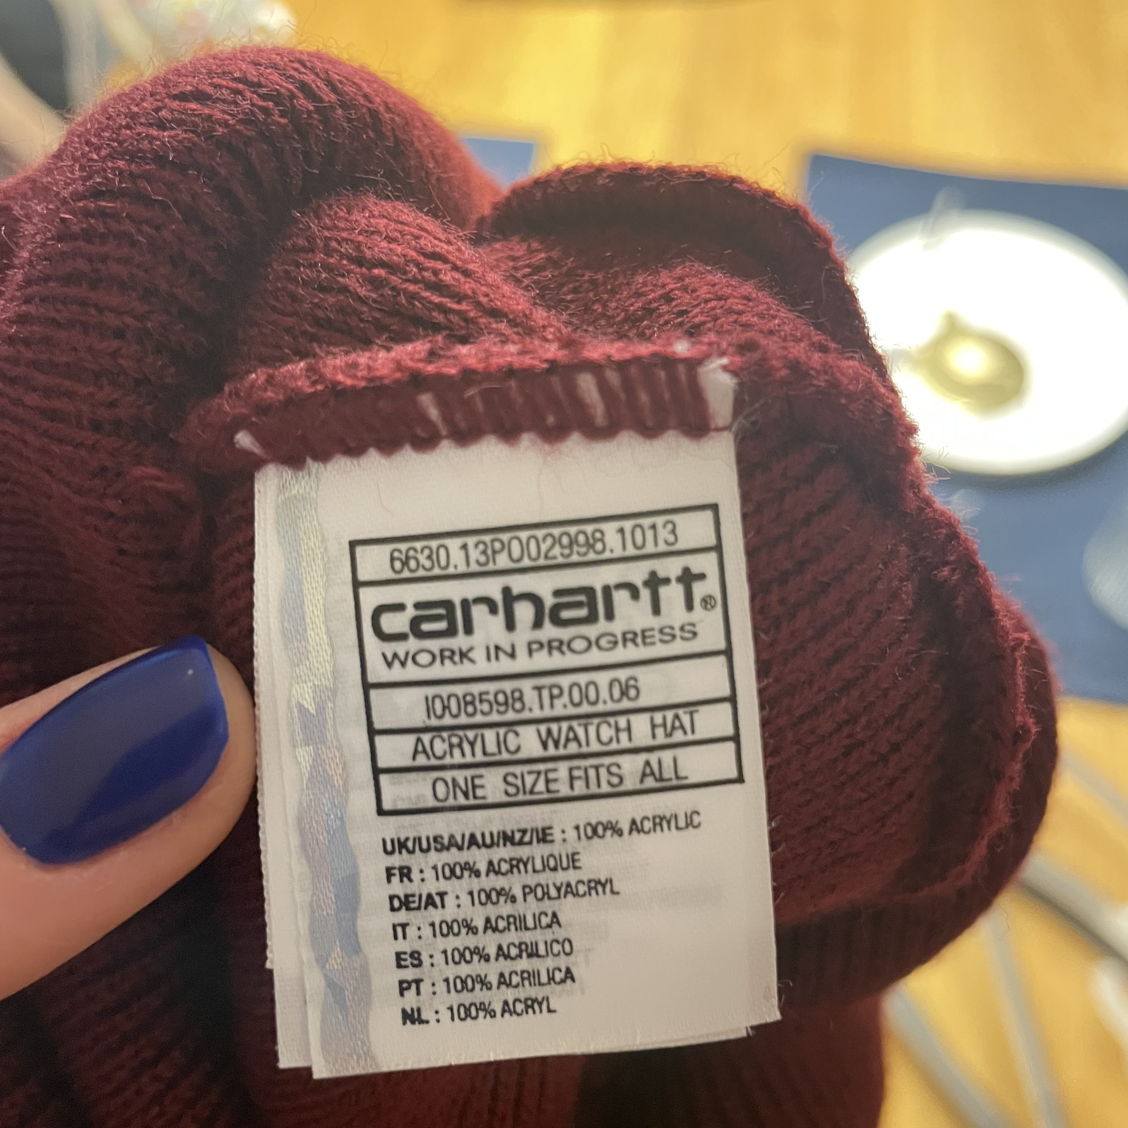 6630.13PO02998.1013
carhartt®
WORK IN PROGRESS
I008598.TP.00.06
ACRYLIC WATCH HAT
ONE SIZE FITS ALL
UK/USA/AU/NZ/IE : 100% ACRYLIC
FR : 100% ACRYLIQUE
DE/AT : 100% POLYACRYL
IT : 100% ACRILICA
ES : 100% ACRILICO
PT : 100% ACRILICA
NL : 100% ACRYL